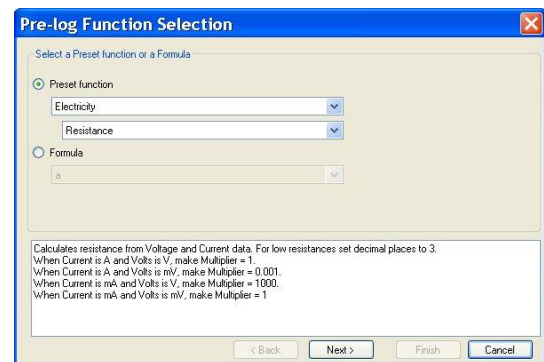 Pre-log Function Selection
Select a Preset function or a Formula
Preset function
Electricity
Resistance
Formula
a
Calculates resistance from Voltage and Current data. For low resistances set decimal places to 3.
When Current is A and Volts is V, make Multiplier = 1.
When Current is A and Volts is mV, make Multiplier = 0.001.
When Current is mA and Volts is V, make Multiplier = 1000.
When Current is mA and Volts is mV, make Multiplier = 1
< Back Next > Finish Cancel